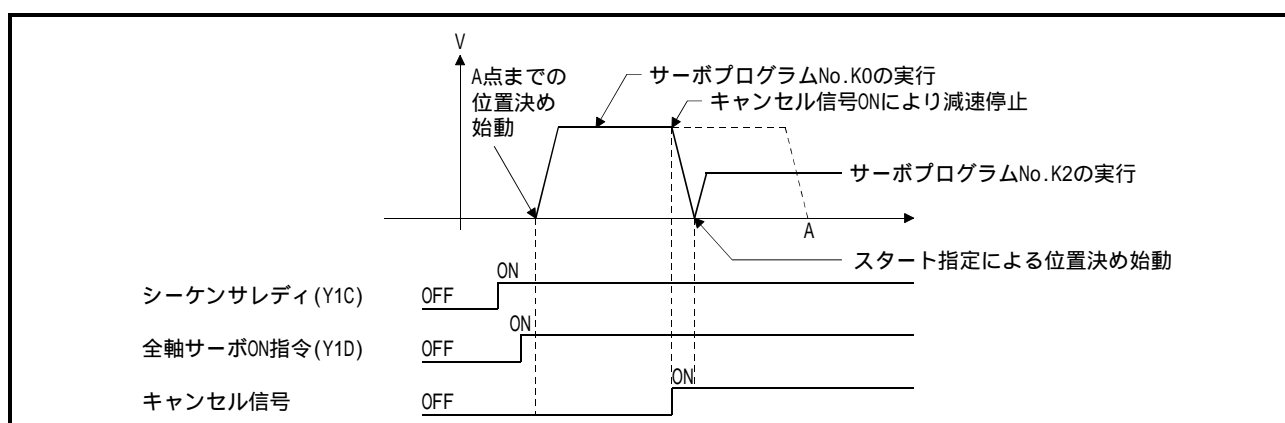 V
A点までの
位置決め
始動
サーボプログラムNo.K0の実行
キャンセル信号ONにより減速停止
サーボプログラムNo.K2の実行
A
スタート指定による位置決め始動
シーケンサレディ(Y1C) OFF ON
全軸サーボON指令(Y1D) OFF ON
キャンセル信号 OFF ON